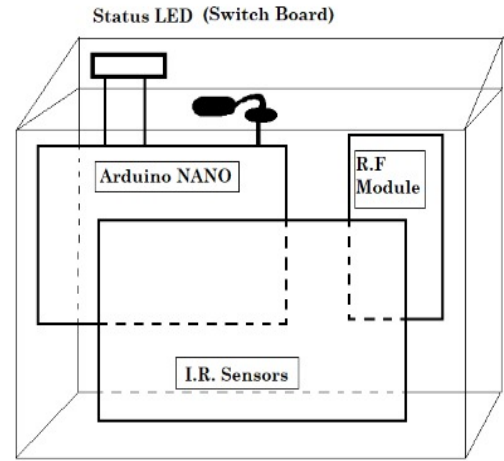 Status LED (Switch Board)
Arduino NANO
R.F
Module
I.R. Sensors